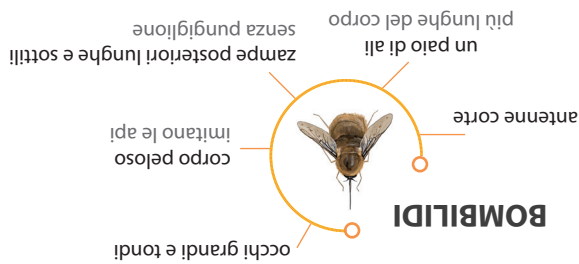 BOMBILIDI
occhi grandi e tondi
antenne corte
corpo peloso
imitano le api
un paio di ali
più lunghi del corpo
zampe posteriori lunghe e sottili
senza pungiglione